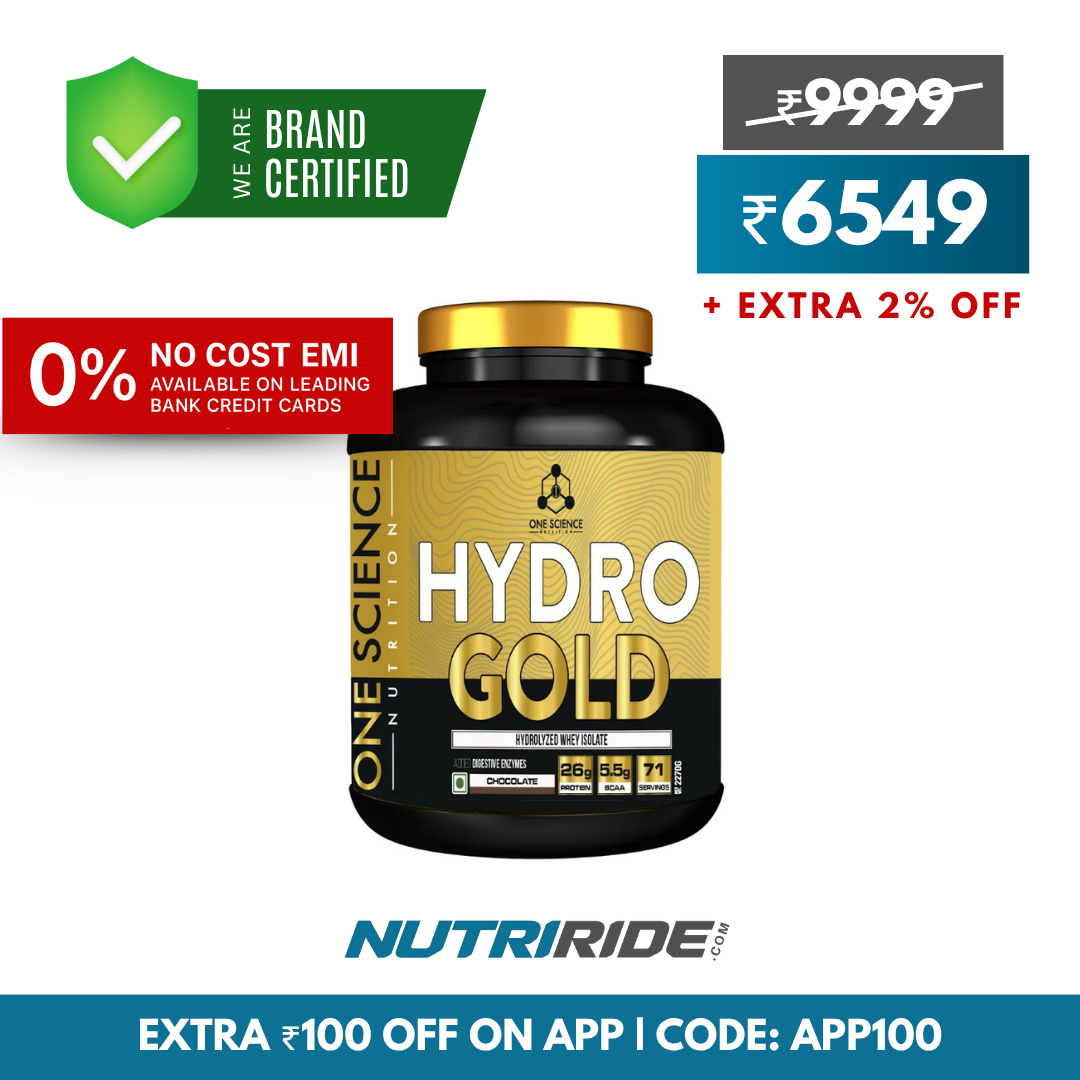 WE ARE
BRAND
CERTIFIED
₹9999
₹6549
+ EXTRA 2% OFF
0%
NO COST EMI
AVAILABLE ON LEADING
BANK CREDIT CARDS
ONE SCIENCE
NUTRITION
ONE SCIENCE
HYDRO
GOLD
HYDROLYZED WHEY ISOLATE
ADDED DIGESTIVE ENZYMES
CHOCOLATE
26g
PROTEIN
5.5g
BCAA
71
SERVINGS
2270G
NUTRIRIDE.COM
EXTRA ₹100 OFF ON APP | CODE: APP100